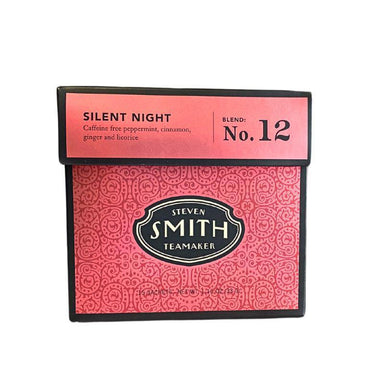 SILENT NIGHT
Caffeine free peppermint, cinnamon,
ginger and licorice
BLEND:
No. 12
STEVEN
SMITH
TEAMAKER